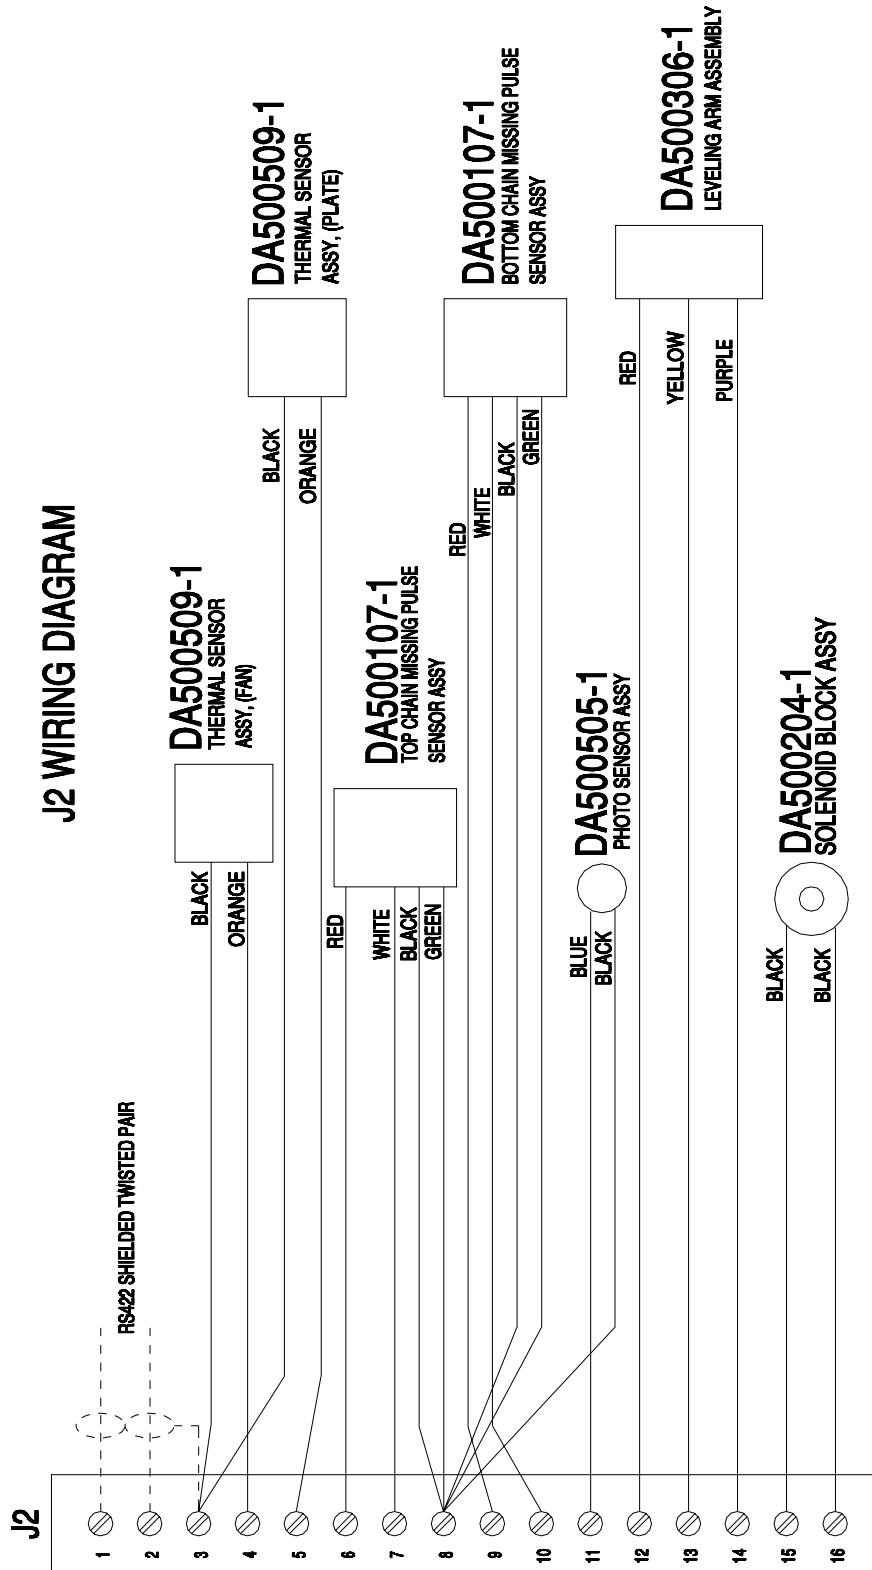 J2 WIRING DIAGRAM
J2
1
2
3
4
5
6
7
8
9
10
11
12
13
14
15
16
RS422 SHIELDED TWISTED PAIR
BLACK
ORANGE
DA500509-1
THERMAL SENSOR
ASSY, (FAN)
BLACK
ORANGE
DA500509-1
THERMAL SENSOR
ASSY, (PLATE)
RED
WHITE
BLACK
GREEN
DA500107-1
TOP CHAIN MISSING PULSE
SENSOR ASSY
RED
WHITE
BLACK
GREEN
DA500107-1
BOTTOM CHAIN MISSING PULSE
SENSOR ASSY
BLUE
BLACK
DA500505-1
PHOTO SENSOR ASSY
RED
YELLOW
PURPLE
DA500306-1
LEVELING ARM ASSEMBLY
BLACK
BLACK
DA500204-1
SOLENOID BLOCK ASSY